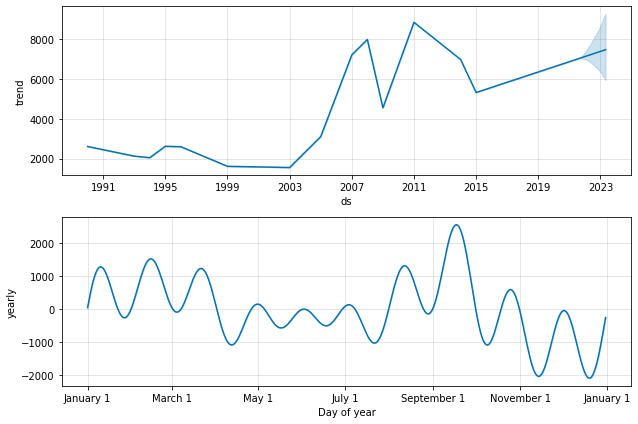 8000
6000
4000
2000
trend
1991 1995 1999 2003 2007 2011 2015 2019 2023
ds
2000
1000
0
−1000
−2000
yearly
January 1 March 1 May 1 July 1 September 1 November 1 January 1
Day of year